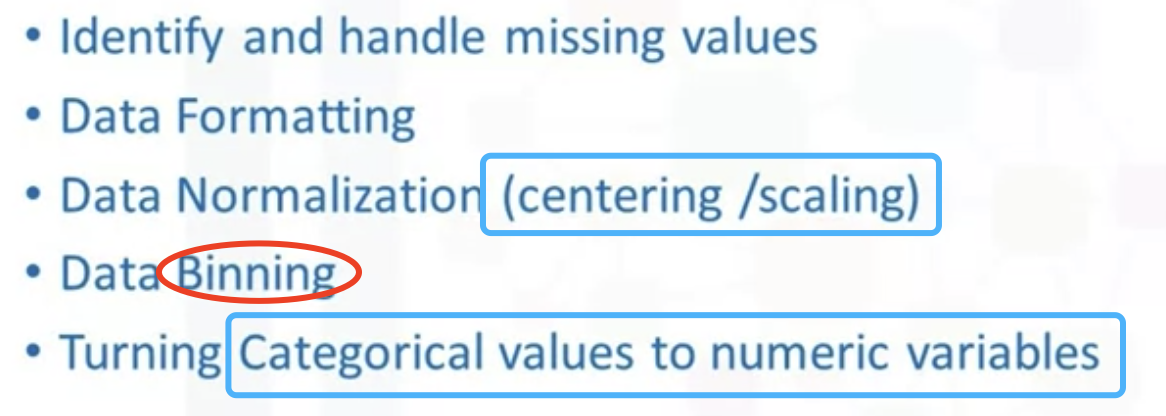 • Identify and handle missing values
• Data Formatting
• Data Normalization (centering /scaling)
• Data Binning
• Turning Categorical values to numeric variables